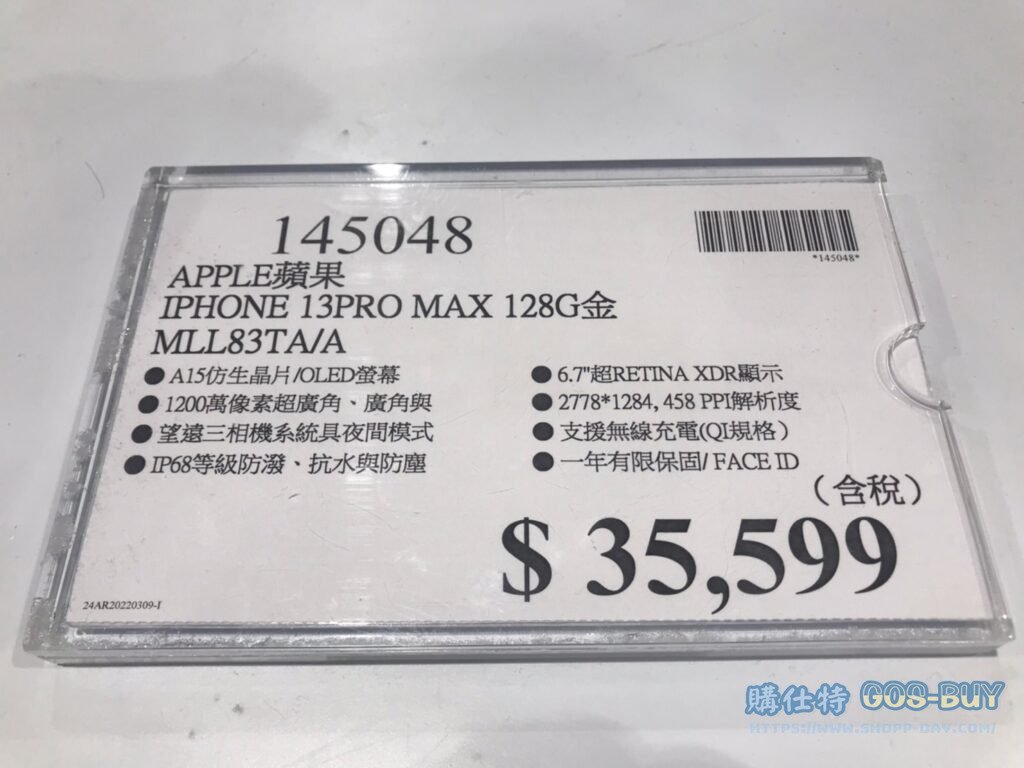 145048
*145048*
APPLE蘋果
IPHONE 13PRO MAX 128G金
MLL83TA/A
● A15仿生晶片/OLED螢幕
● 1200萬像素超廣角、廣角與
● 望遠三相機系統具夜間模式
● IP68等級防潑、抗水與防塵
● 6.7"超RETINA XDR顯示
● 2778*1284, 458 PPI解析度
● 支援無線充電(QI規格)
● 一年有限保固/ FACE ID
(含稅)
$ 35,599
24AR20220309-I
購仕特 GOS-BUY
HTTPS://WWW.SHOPP-DAY.COM/